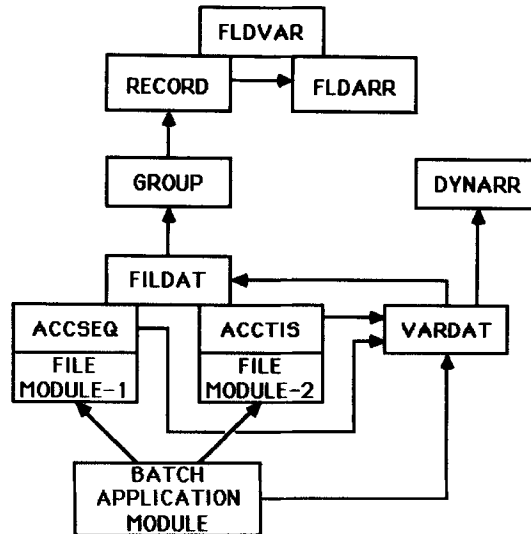 FLDVAR
RECORD
FLDARR
GROUP
DYNARR
FILDAT
ACCSEQ
ACCTIS
VARDAT
FILE
MODULE-1
FILE
MODULE-2
BATCH
APPLICATION
MODULE